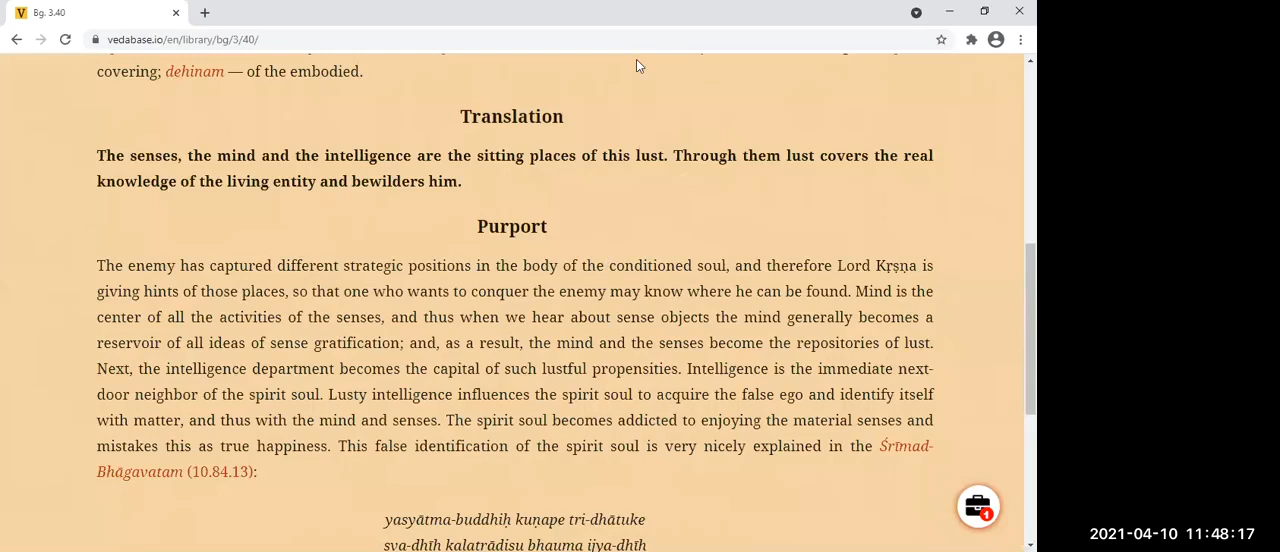 Bg. 3.40
vedabase.io/en/library/bg/3/40/
covering; dehinam — of the embodied.
Translation
The senses, the mind and the intelligence are the sitting places of this lust. Through them lust covers the real
knowledge of the living entity and bewilders him.
Purport
The enemy has captured different strategic positions in the body of the conditioned soul, and therefore Lord Kṛṣṇa is
giving hints of those places, so that one who wants to conquer the enemy may know where he can be found. Mind is the
center of all the activities of the senses, and thus when we hear about sense objects the mind generally becomes a
reservoir of all ideas of sense gratification; and, as a result, the mind and the senses become the repositories of lust.
Next, the intelligence department becomes the capital of such lustful propensities. Intelligence is the immediate next-
door neighbor of the spirit soul. Lusty intelligence influences the spirit soul to acquire the false ego and identify itself
with matter, and thus with the mind and senses. The spirit soul becomes addicted to enjoying the material senses and
mistakes this as true happiness. This false identification of the spirit soul is very nicely explained in the Śrīmad-
Bhāgavatam (10.84.13):
yasyātma-buddhiḥ kuṇape tri-dhātuke
sva-dhīḥ kalatrādiṣu bhauma ijya-dhīḥ
1
2021-04-10 11:48:17